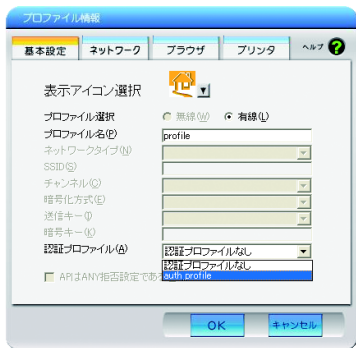 プロファイル情報
基本設定 ネットワーク ブラウザ プリンタ ヘルプ ?
表示アイコン選択
プロファイル選択 無線(W) 有線(L)
プロファイル名(P) profile
ネットワークタイプ(N)
SSID(S)
チャンネル(C)
暗号化方式(E)
送信キー(I)
暗号キー(K)
認証プロファイル(A) 認証プロファイルなし
認証プロファイルなし
APはANY拒否設定であ auth profile
OK キャンセル